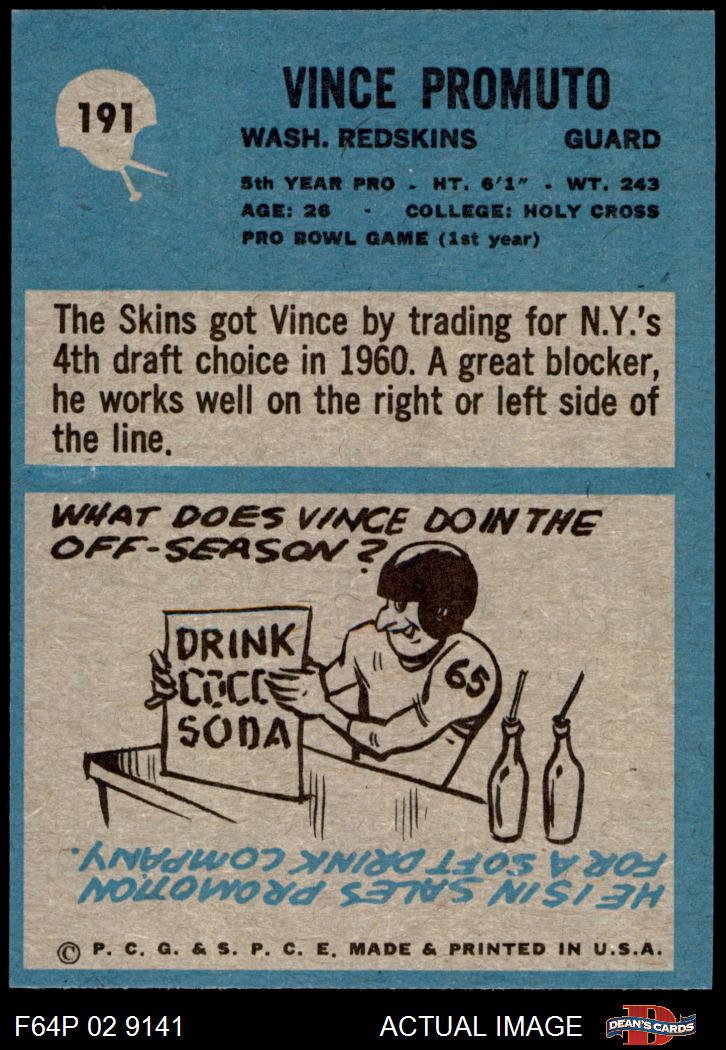 191
VINCE PROMUTO
WASH. REDSKINS GUARD
5th YEAR PRO - HT. 6'1" - WT. 243
AGE: 26 - COLLEGE: HOLY CROSS
PRO BOWL GAME (1st year)
The Skins got Vince by trading for N.Y.'s
4th draft choice in 1960. A great blocker,
he works well on the right or left side of
the line.
WHAT DOES VINCE DO IN THE
OFF-SEASON?
DRINK
SODA
65
HE IS IN SALES PROMOTION
FOR A SOFT DRINK COMPANY.
© P. C. G. & S. P. C. E. MADE & PRINTED IN U.S.A.
F64P 02 9141 ACTUAL IMAGE DEAN'S CARDS